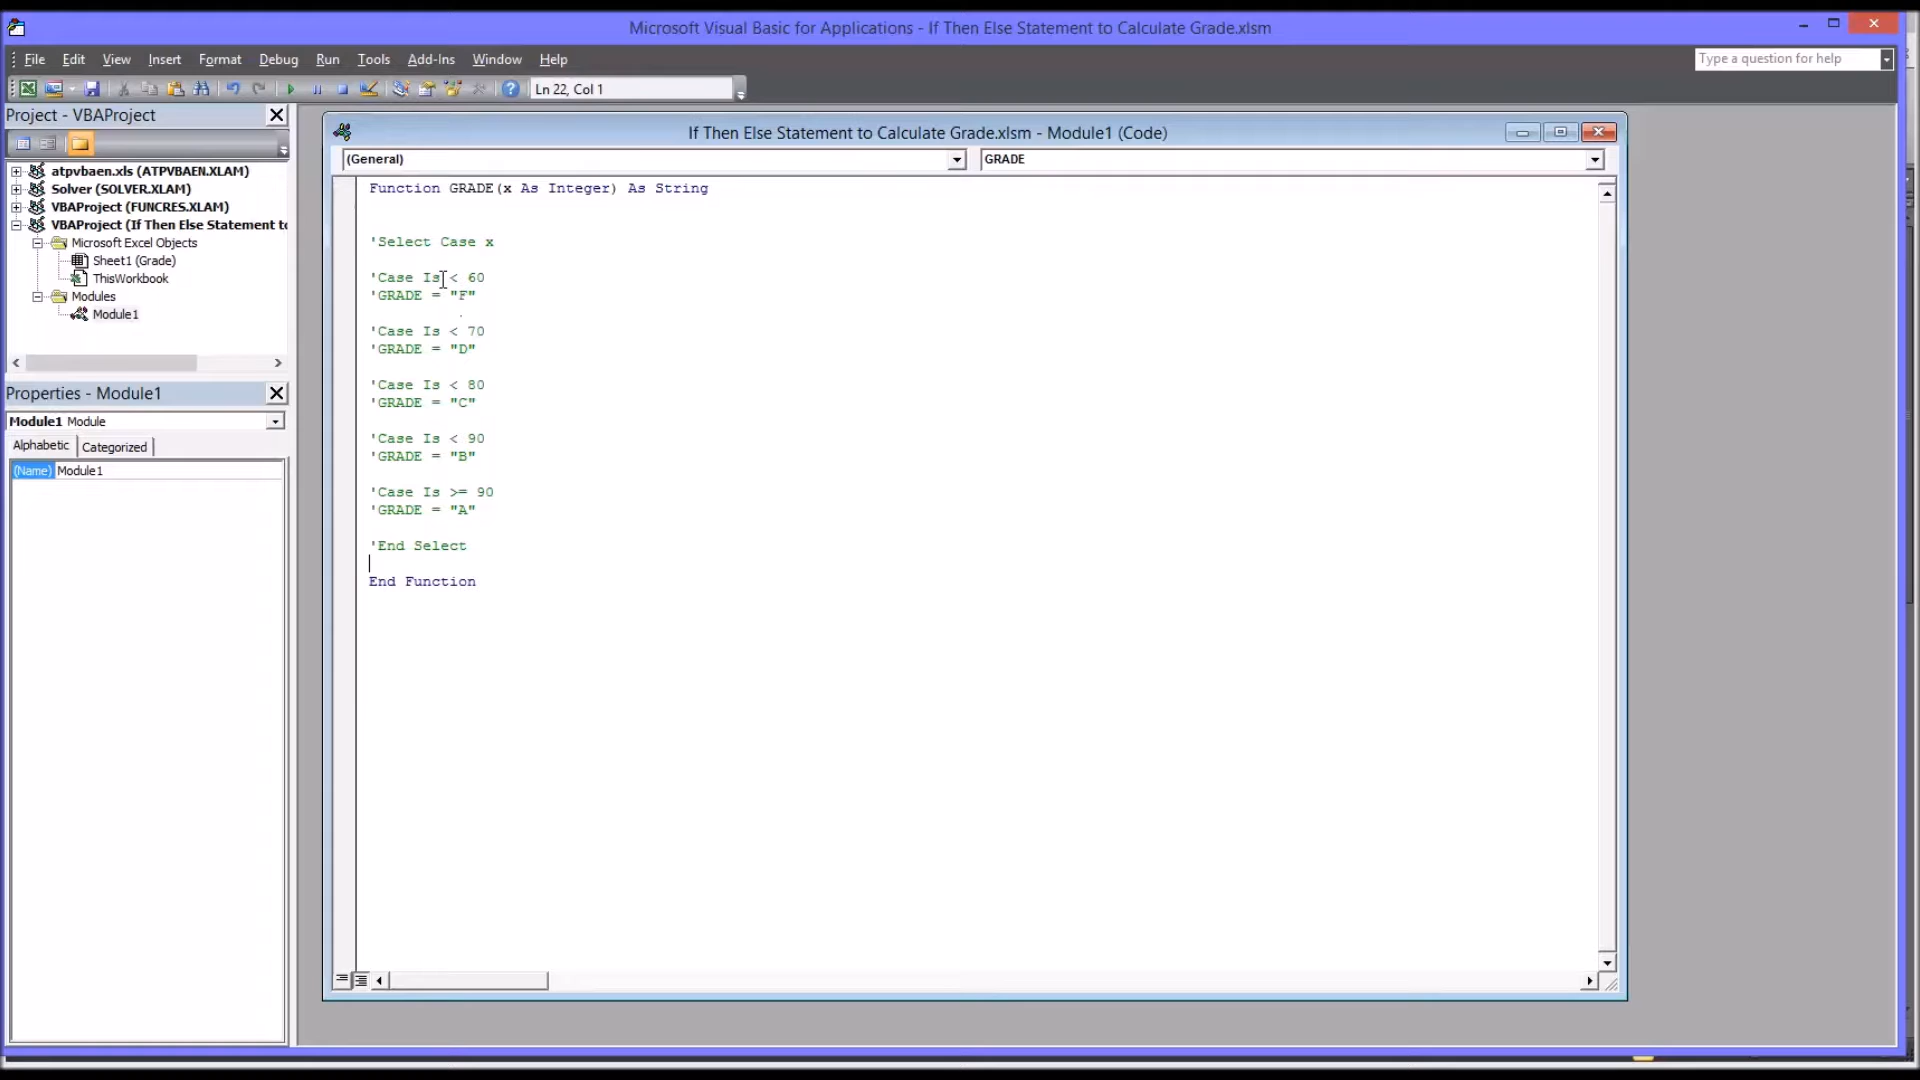 Microsoft Visual Basic for Applications - If Then Else Statement to Calculate Grade.xlsm
File Edit View Insert Format Debug Run Tools Add-Ins Window Help
Type a question for help
Ln 22, Col 1
Project - VBAProject
atpvbaen.xls (ATPVBAEN.XLAM)
Solver (SOLVER.XLAM)
VBAProject (FUNCRES.XLAM)
VBAProject (If Then Else Statement to
Microsoft Excel Objects
Sheet1 (Grade)
ThisWorkbook
Modules
Module1
Properties - Module1
Module1 Module
Alphabetic Categorized
(Name) Module1
If Then Else Statement to Calculate Grade.xlsm - Module1 (Code)
(General) GRADE
Function GRADE(x As Integer) As String
'Select Case x
'Case Is < 60
'GRADE = "F"
'Case Is < 70
'GRADE = "D"
'Case Is < 80
'GRADE = "C"
'Case Is < 90
'GRADE = "B"
'Case Is >= 90
'GRADE = "A"
'End Select
End Function